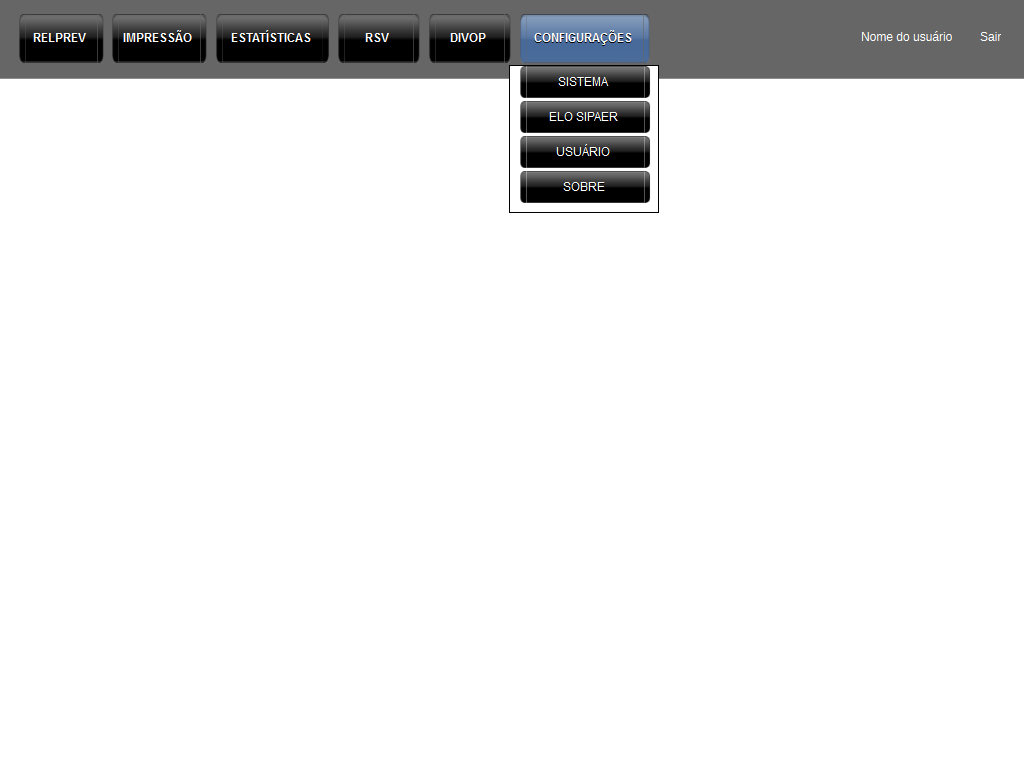 RELPREV IMPRESSÃO ESTATÍSTICAS RSV DIVOP CONFIGURAÇÕES Nome do usuário Sair
SISTEMA
ELO SIPAER
USUÁRIO
SOBRE